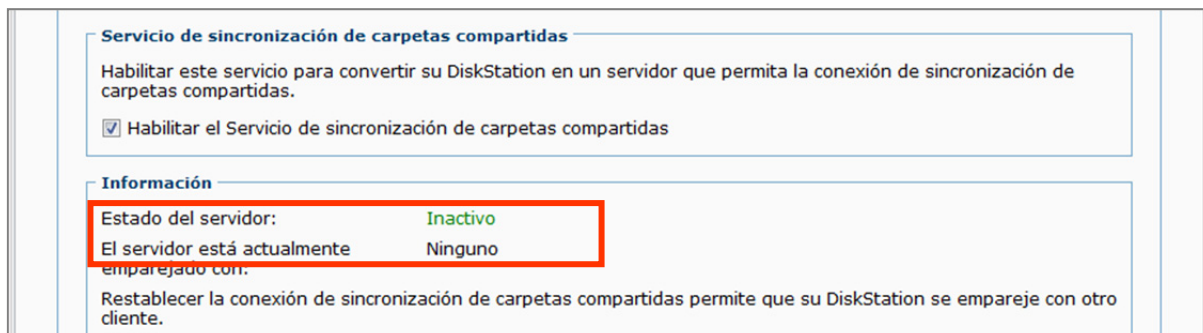 Servicio de sincronización de carpetas compartidas
Habilitar este servicio para convertir su DiskStation en un servidor que permita la conexión de sincronización de
carpetas compartidas.
Habilitar el Servicio de sincronización de carpetas compartidas
Información
Estado del servidor: Inactivo
El servidor está actualmente Ninguno
emparejado con:
Restablecer la conexión de sincronización de carpetas compartidas permite que su DiskStation se empareje con otro
cliente.